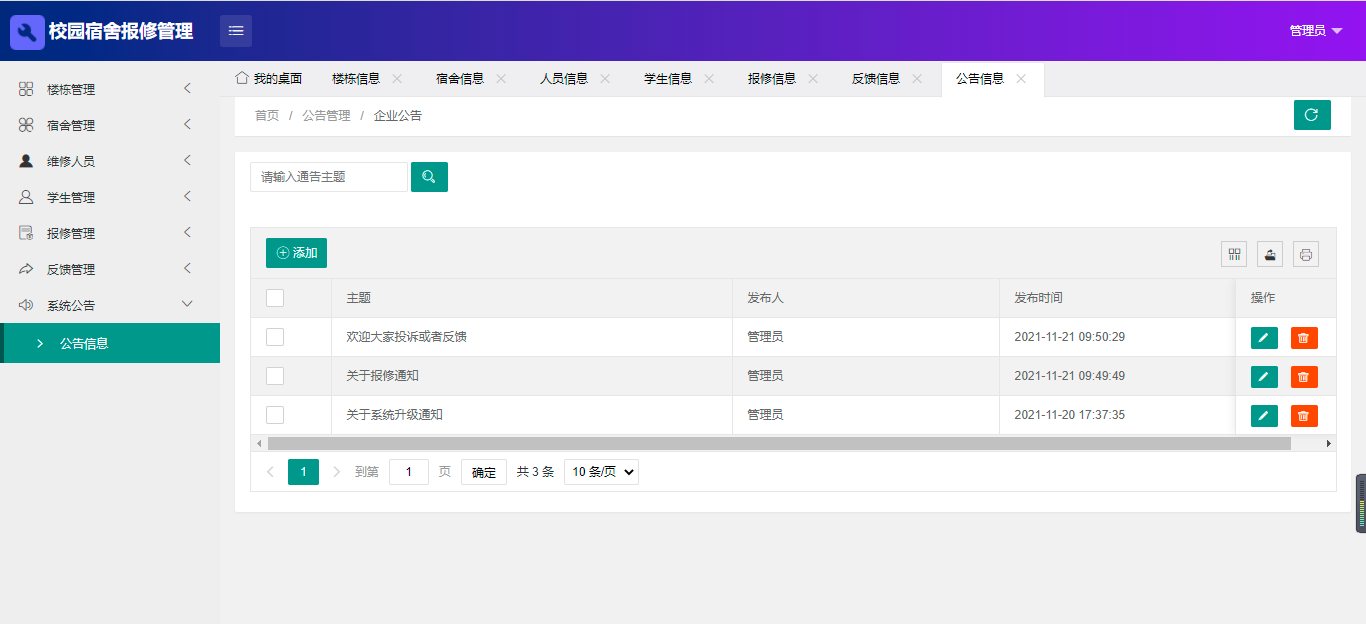 校园宿舍报修管理
管理员
楼栋管理
宿舍管理
维修人员
学生管理
报修管理
反馈管理
系统公告
公告信息
我的桌面 楼栋信息 宿舍信息 人员信息 学生信息 报修信息 反馈信息 公告信息
首页 / 公告管理 / 企业公告
请输入通告主题
添加
主题 发布人 发布时间 操作
欢迎大家投诉或者反馈 管理员 2021-11-21 09:50:29
关于报修通知 管理员 2021-11-21 09:49:49
关于系统升级通知 管理员 2021-11-20 17:37:35
1 到第 1 页 确定 共 3 条 10 条/页